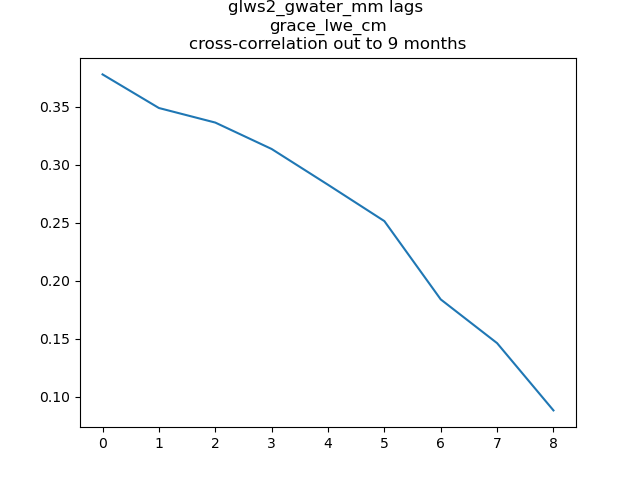 glws2_gwater_mm lags
grace_lwe_cm
cross-correlation out to 9 months
0.35
0.30
0.25
0.20
0.15
0.10
0 1 2 3 4 5 6 7 8